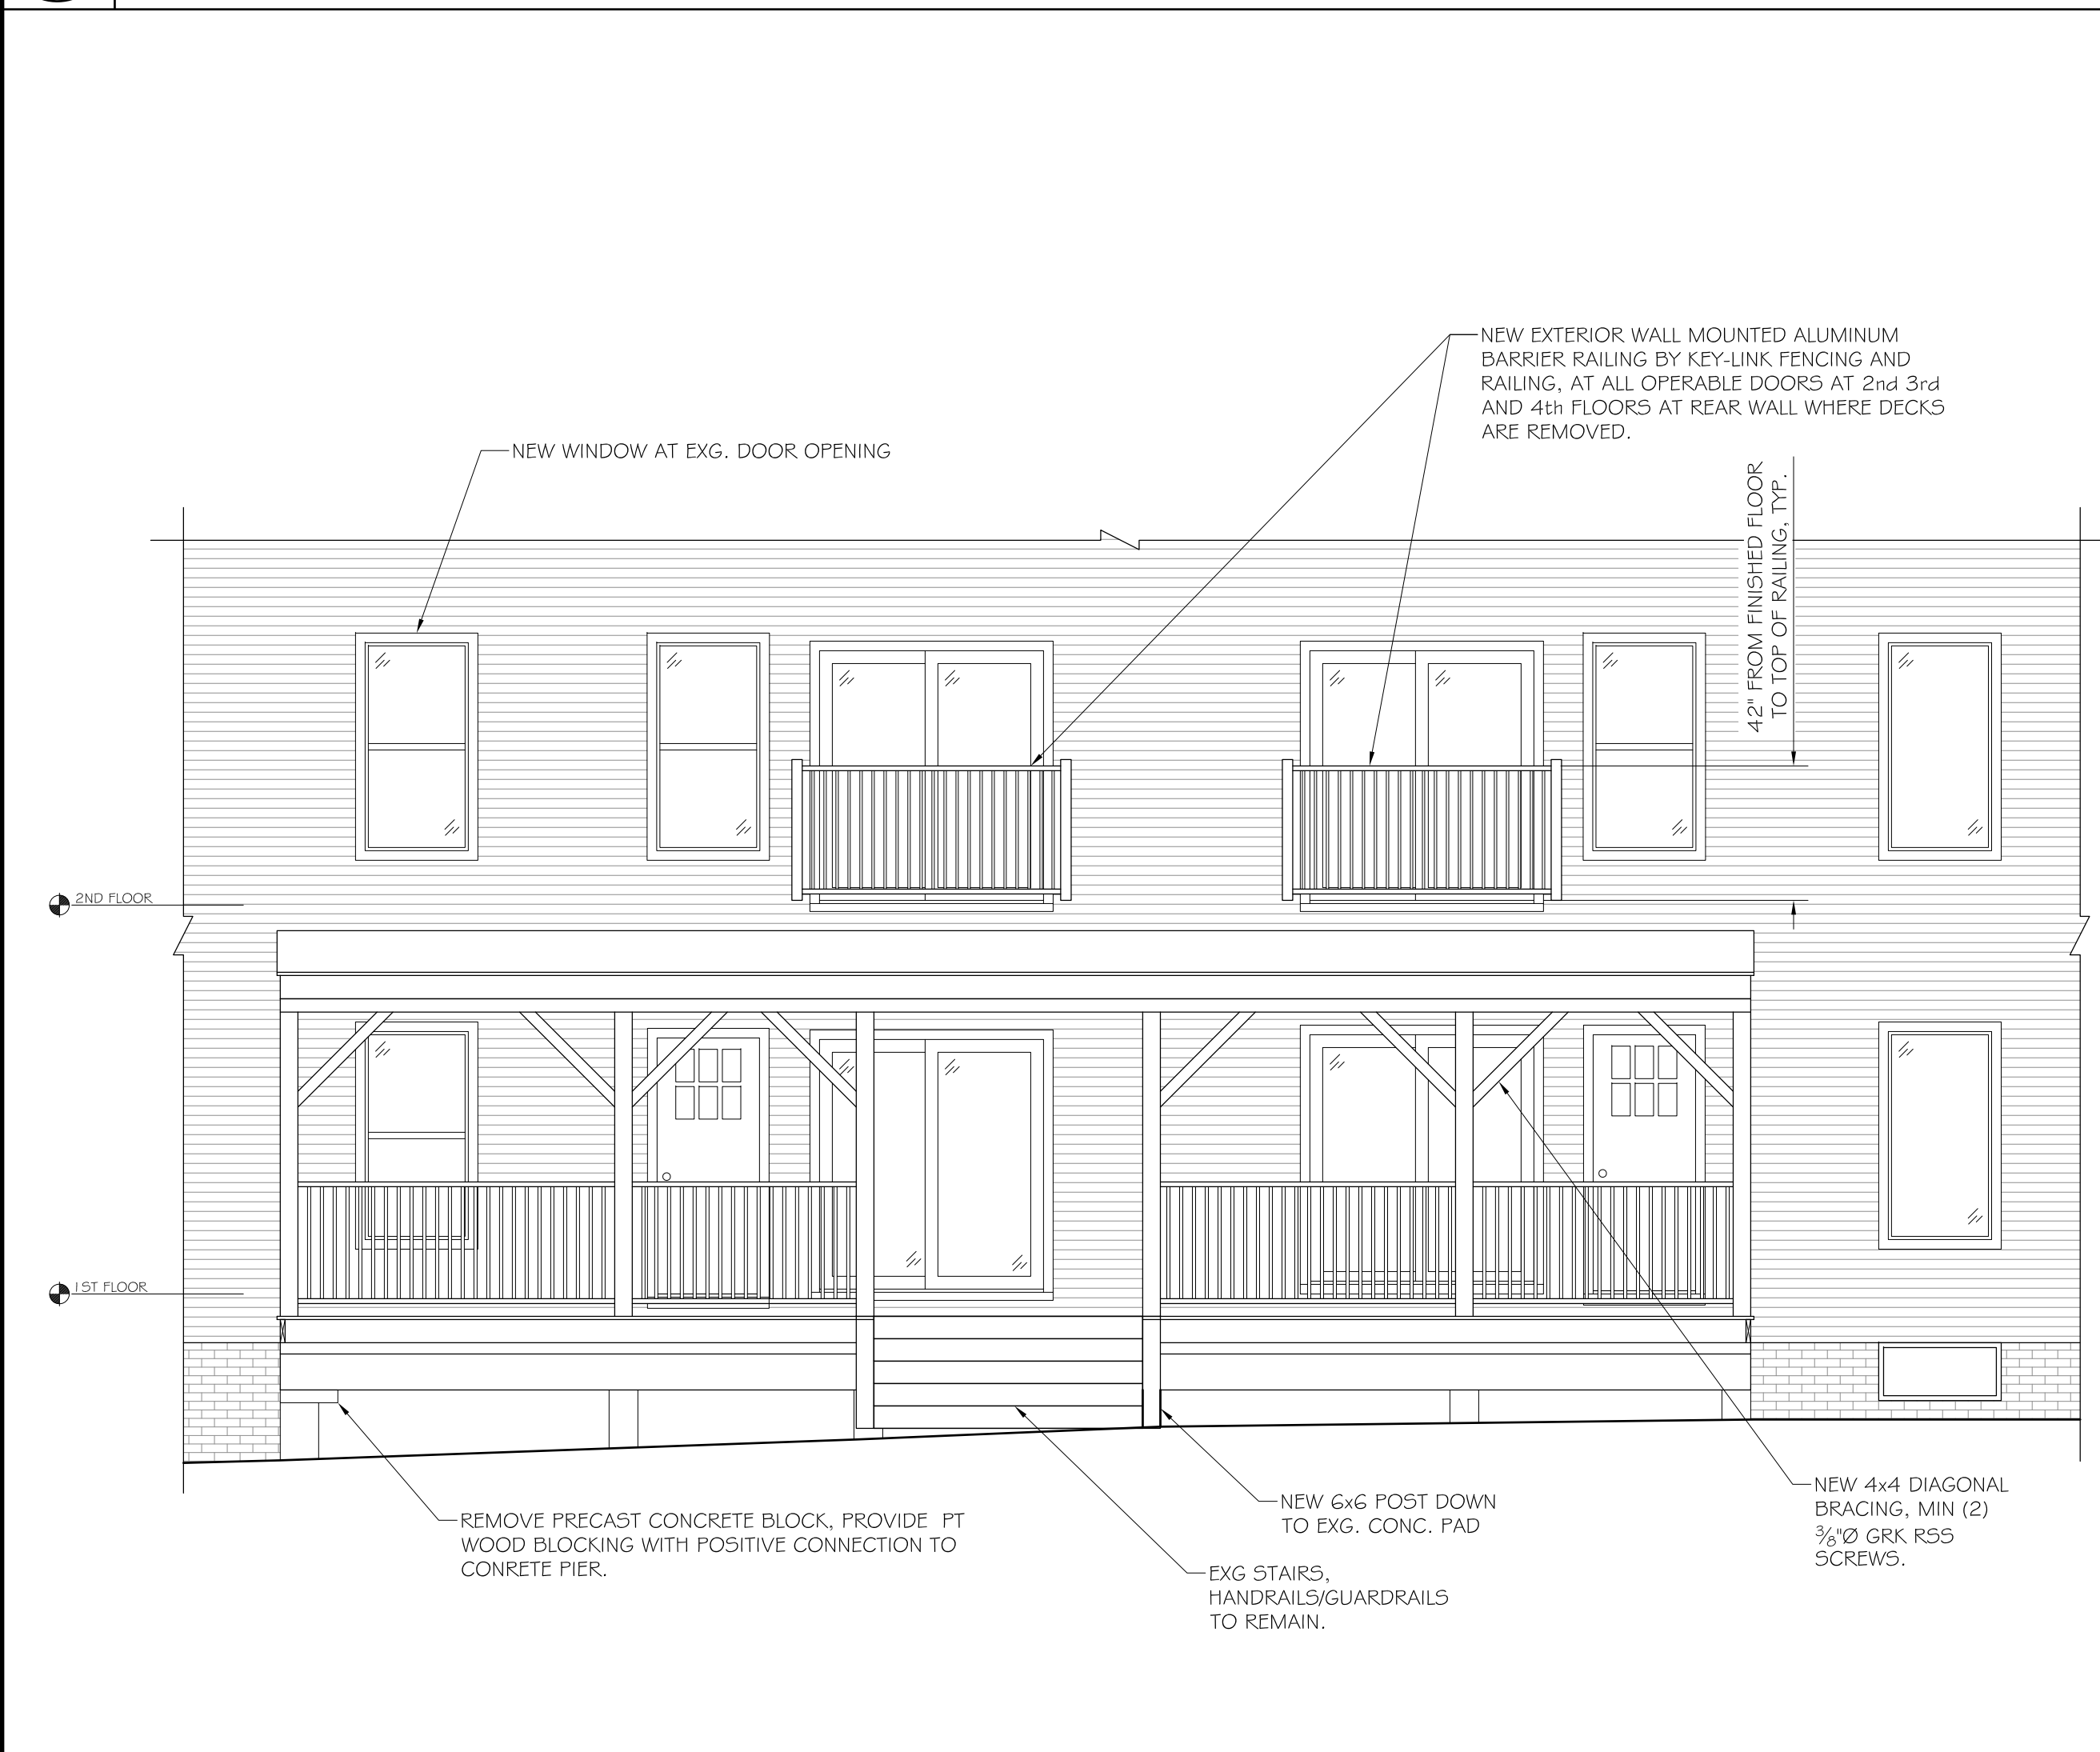 NEW EXTERIOR WALL MOUNTED ALUMINUM
BARRIER RAILING BY KEY-LINK FENCING AND
RAILING, AT ALL OPERABLE DOORS AT 2nd 3rd
AND 4th FLOORS AT REAR WALL WHERE DECKS
ARE REMOVED.
NEW WINDOW AT EXG. DOOR OPENING
42" FROM FINISHED FLOOR
TO TOP OF RAILING, TYP.
2ND FLOOR
1ST FLOOR
REMOVE PRECAST CONCRETE BLOCK, PROVIDE PT
WOOD BLOCKING WITH POSITIVE CONNECTION TO
CONRETE PIER.
NEW 6x6 POST DOWN
TO EXG. CONC. PAD
EXG STAIRS,
HANDRAILS/GUARDRAILS
TO REMAIN.
NEW 4x4 DIAGONAL
BRACING, MIN (2)
3/8"Ø GRK RSS
SCREWS.